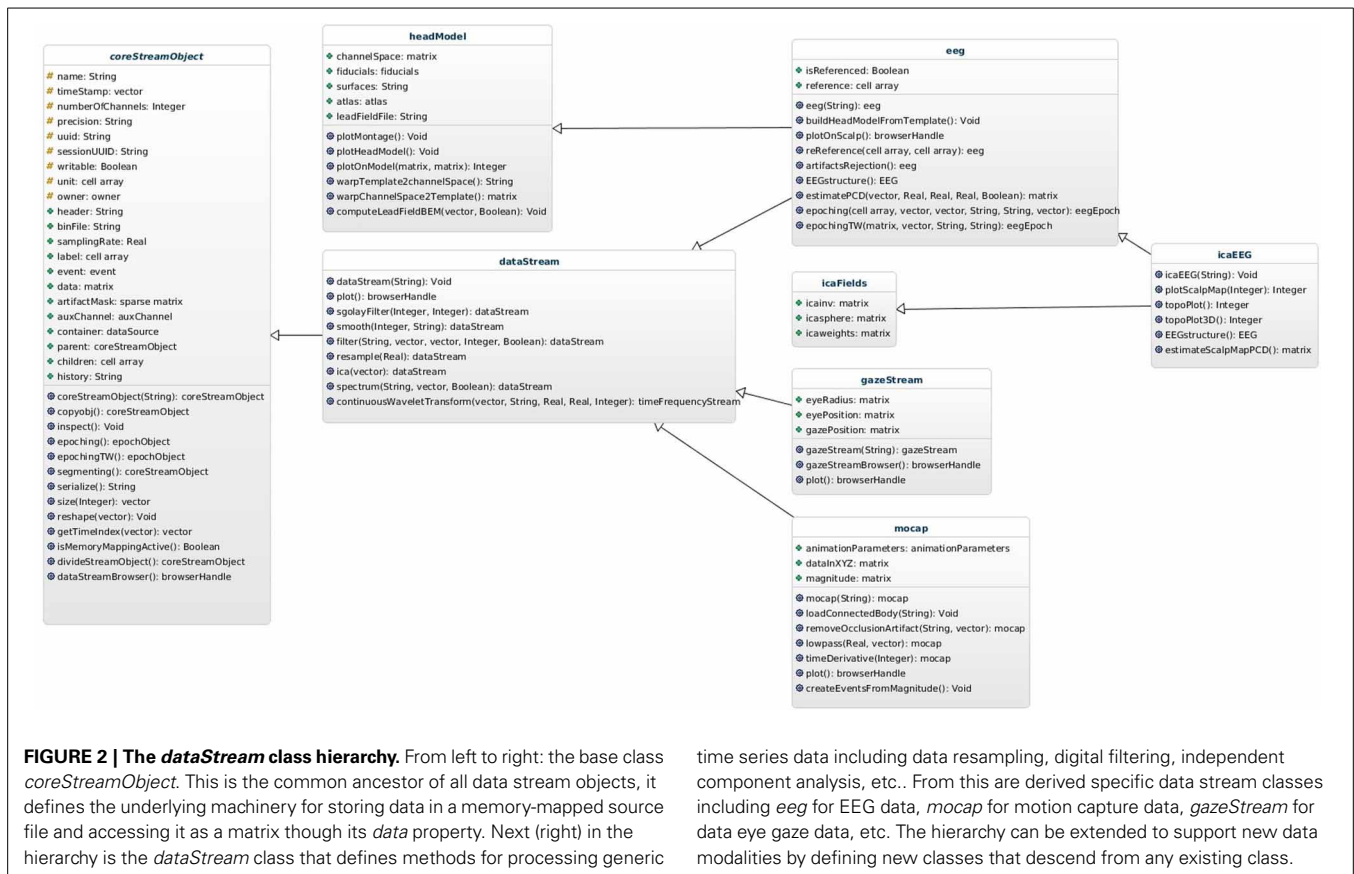 coreStreamObject
# name: String
# timeStamp: vector
# numberOfChannels: Integer
# precision: String
# uuid: String
# sessionUUID: String
# writable: Boolean
# unit: cell array
# owner: owner
header: String
binFile: String
samplingRate: Real
label: cell array
event: event
data: matrix
artifactMask: sparse matrix
auxChannel: auxChannel
container: dataSource
parent: coreStreamObject
children: cell array
history: String
coreStreamObject(String): coreStreamObject
copyobj(): coreStreamObject
inspect(): Void
epoching(): epochObject
epochingTW(): epochObject
segmenting(): coreStreamObject
serialize(): String
size(Integer): vector
reshape(vector): Void
getTimeIndex(vector): vector
isMemoryMappingActive(): Boolean
divideStreamObject(): coreStreamObject
dataStreamBrowser(): browserHandle
headModel
channelSpace: matrix
fiducials: fiducials
surfaces: String
atlas: atlas
leadFieldFile: String
plotMontage(): Void
plotHeadModel(): Void
plotOnModel(matrix, matrix): Integer
warpTemplate2channelSpace(): String
warpChannelSpace2Template(): matrix
computeLeadFieldBEM(vector, Boolean): Void
dataStream
dataStream(String): Void
plot(): browserHandle
sgolayFilter(Integer, Integer): dataStream
smooth(Integer, String): dataStream
filter(String, vector, vector, Integer, Boolean): dataStream
resample(Real): dataStream
ica(vector): dataStream
spectrum(String, vector, Boolean): dataStream
continuousWaveletTransform(vector, String, Real, Real, Integer): timeFrequencyStream
eeg
isReferenced: Boolean
reference: cell array
eeg(String): eeg
buildHeadModelFromTemplate(): Void
plotOnScalp(): browserHandle
reReference(cell array, cell array): eeg
artifactsRejection(): eeg
EEGstructure(): EEG
estimatePCD(vector, Real, Real, Real, Boolean): matrix
epoching(cell array, vector, vector, String, String, vector): eegEpoch
epochingTW(matrix, vector, String, String): eegEpoch
icaFields
icainv: matrix
icasphere: matrix
icaweights: matrix
icaEEG
icaEEG(String): Void
plotScalpMap(Integer): Integer
topoPlot(): Integer
topoPlot3D(): Integer
EEGstructure(): EEG
estimateScalpMapPCD(): matrix
gazeStream
eyeRadius: matrix
eyePosition: matrix
gazePosition: matrix
gazeStream(String): gazeStream
gazeStreamBrowser(): browserHandle
plot(): browserHandle
mocap
animationParameters: animationParameters
dataInXYZ: matrix
magnitude: matrix
mocap(String): mocap
loadConnectedBody(String): Void
removeOcclusionArtifact(String, vector): mocap
lowpass(Real, vector): mocap
timeDerivative(Integer): mocap
plot(): browserHandle
createEventsFromMagnitude(): Void
FIGURE 2 | The dataStream class hierarchy. From left to right: the base class
coreStreamObject. This is the common ancestor of all data stream objects, it
defines the underlying machinery for storing data in a memory-mapped source
file and accessing it as a matrix though its data property. Next (right) in the
hierarchy is the dataStream class that defines methods for processing generic
time series data including data resampling, digital filtering, independent
component analysis, etc.. From this are derived specific data stream classes
including eeg for EEG data, mocap for motion capture data, gazeStream for
data eye gaze data, etc. The hierarchy can be extended to support new data
modalities by defining new classes that descend from any existing class.